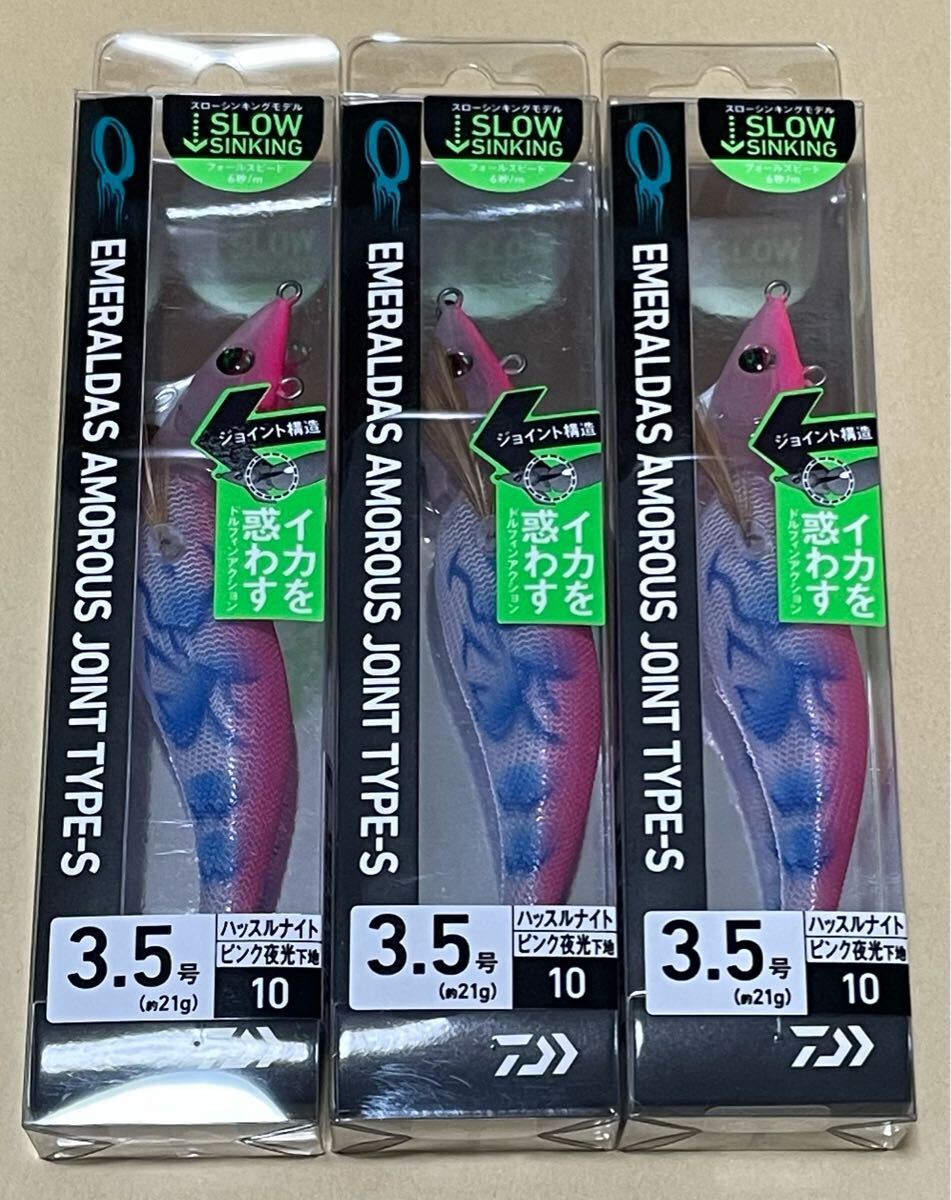 スローシンキングモデル
SLOW
SINKING
フォールスピード
6秒/m
EMERALDAS AMOROUS JOINT TYPE-S
ジョイント構造
イカを
惑わす
ドルフィンアクション
3.5号
(約21g)
ハッスルナイト
ピンク夜光下地
10
スローシンキングモデル
SLOW
SINKING
フォールスピード
6秒/m
EMERALDAS AMOROUS JOINT TYPE-S
ジョイント構造
イカを
惑わす
ドルフィンアクション
3.5号
(約21g)
ハッスルナイト
ピンク夜光下地
10
スローシンキングモデル
SLOW
SINKING
フォールスピード
6秒/m
EMERALDAS AMOROUS JOINT TYPE-S
ジョイント構造
イカを
惑わす
ドルフィンアクション
3.5号
(約21g)
ハッスルナイト
ピンク夜光下地
10